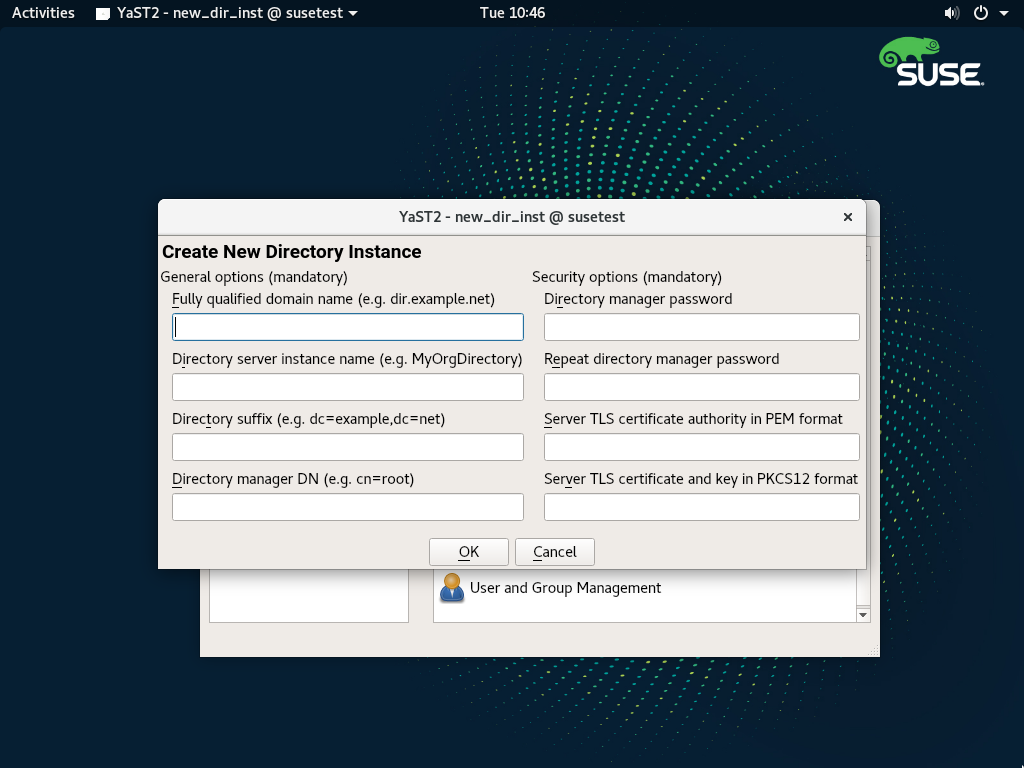 Activities
YaST2 - new_dir_inst @ susetest
Tue 10:46
SUSE
YaST2 - new_dir_inst @ susetest
Create New Directory Instance
General options (mandatory)
Fully qualified domain name (e.g. dir.example.net)
Directory server instance name (e.g. MyOrgDirectory)
Directory suffix (e.g. dc=example,dc=net)
Directory manager DN (e.g. cn=root)
Security options (mandatory)
Directory manager password
Repeat directory manager password
Server TLS certificate authority in PEM format
Server TLS certificate and key in PKCS12 format
OK
Cancel
User and Group Management